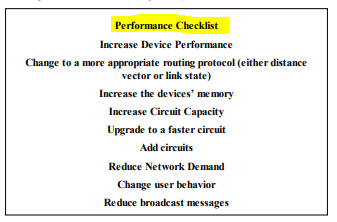 Performance Checklist
Increase Device Performance
Change to a more appropriate routing protocol (either distance
vector or link state)
Increase the devices' memory
Increase Circuit Capacity
Upgrade to a faster circuit
Add circuits
Reduce Network Demand
Change user behavior
Reduce broadcast messages